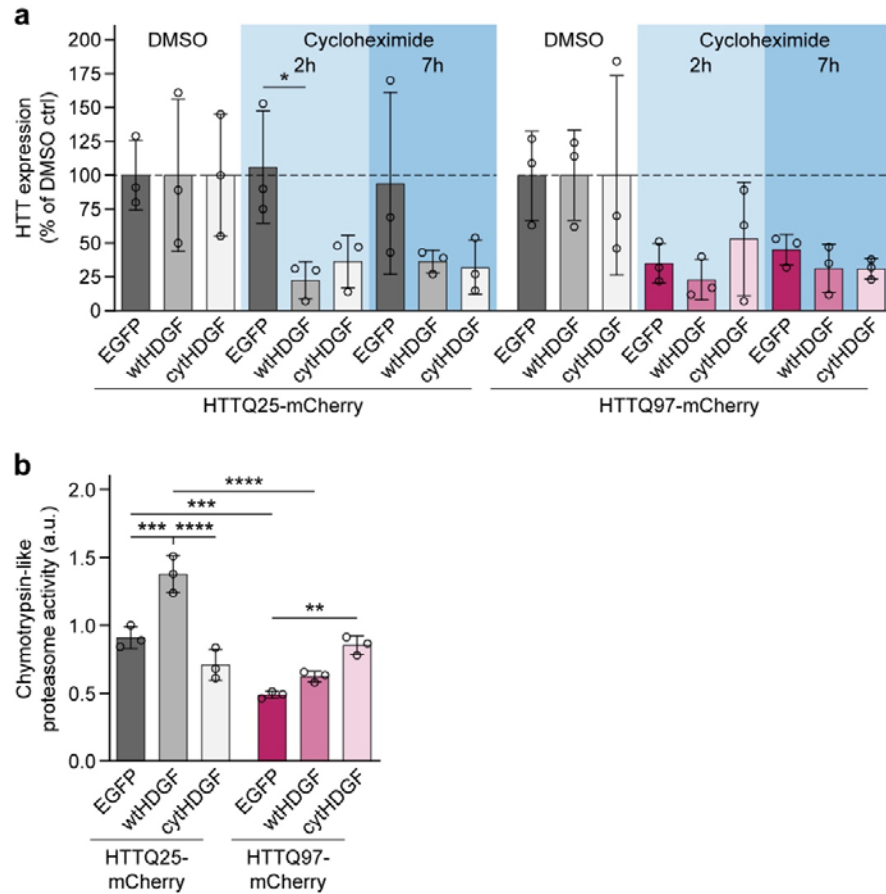 a
DMSO Cycloheximide DMSO Cycloheximide
2h 7h 2h 7h
HTT expression
(% of DMSO ctrl)
200
175
150
125
100
75
50
25
0
*
EGFP wtHDGF cytHDGF EGFP wtHDGF cytHDGF EGFP wtHDGF cytHDGF EGFP wtHDGF cytHDGF EGFP wtHDGF cytHDGF EGFP wtHDGF cytHDGF
HTTQ25-mCherry HTTQ97-mCherry
b
Chymotrypsin-like
proteasome activity (a.u.)
2.0
1.5
1.0
0.5
0.0
****
***
*** ****
**
EGFP wtHDGF cytHDGF EGFP wtHDGF cytHDGF
HTTQ25- HTTQ97-
mCherry mCherry